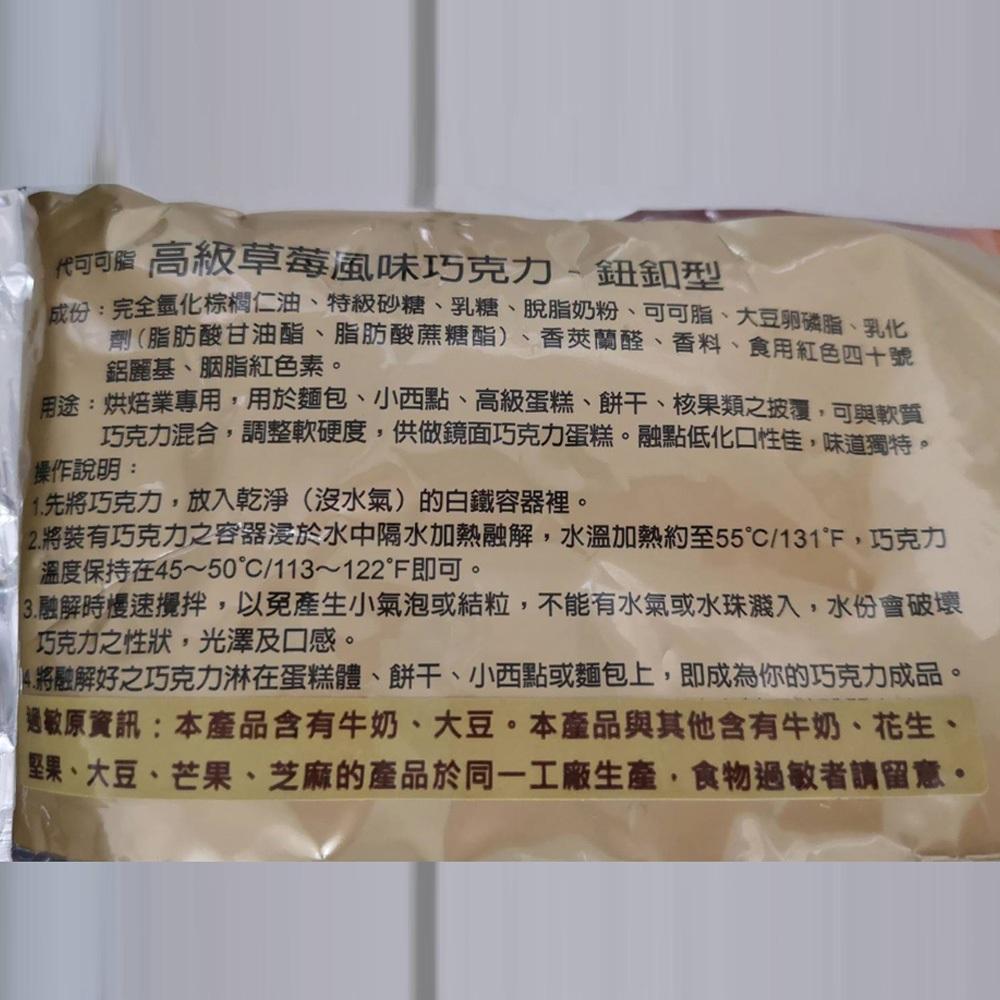 代可可脂 高級草莓風味巧克力 - 鈕釦型
成份：完全氫化棕櫚仁油、特級砂糖、乳糖、脫脂奶粉、可可脂、大豆卵磷脂、乳化
劑（脂肪酸甘油酯、脂肪酸蔗糖酯）、香莢蘭醛、香料、食用紅色四十號
鋁麗基、胭脂紅色素。
用途：烘焙業專用，用於麵包、小西點、高級蛋糕、餅干、核果類之披覆，可與軟質
巧克力混合，調整軟硬度，供做鏡面巧克力蛋糕。融點低化口性佳，味道獨特。
操作說明：
1.先將巧克力，放入乾淨（沒水氣）的白鐵容器裡。
2.將裝有巧克力之容器浸於水中隔水加熱融解，水溫加熱約至55℃/131℉，巧克力
溫度保持在45～50℃/113～122℉即可。
3.融解時慢速攪拌，以免產生小氣泡或結粒，不能有水氣或水珠濺入，水份會破壞
巧克力之性狀，光澤及口感。
4.將融解好之巧克力淋在蛋糕體、餅干、小西點或麵包上，即成為你的巧克力成品。
過敏原資訊：本產品含有牛奶、大豆。本產品與其他含有牛奶、花生、
堅果、大豆、芒果、芝麻的產品於同一工廠生產，食物過敏者請留意。